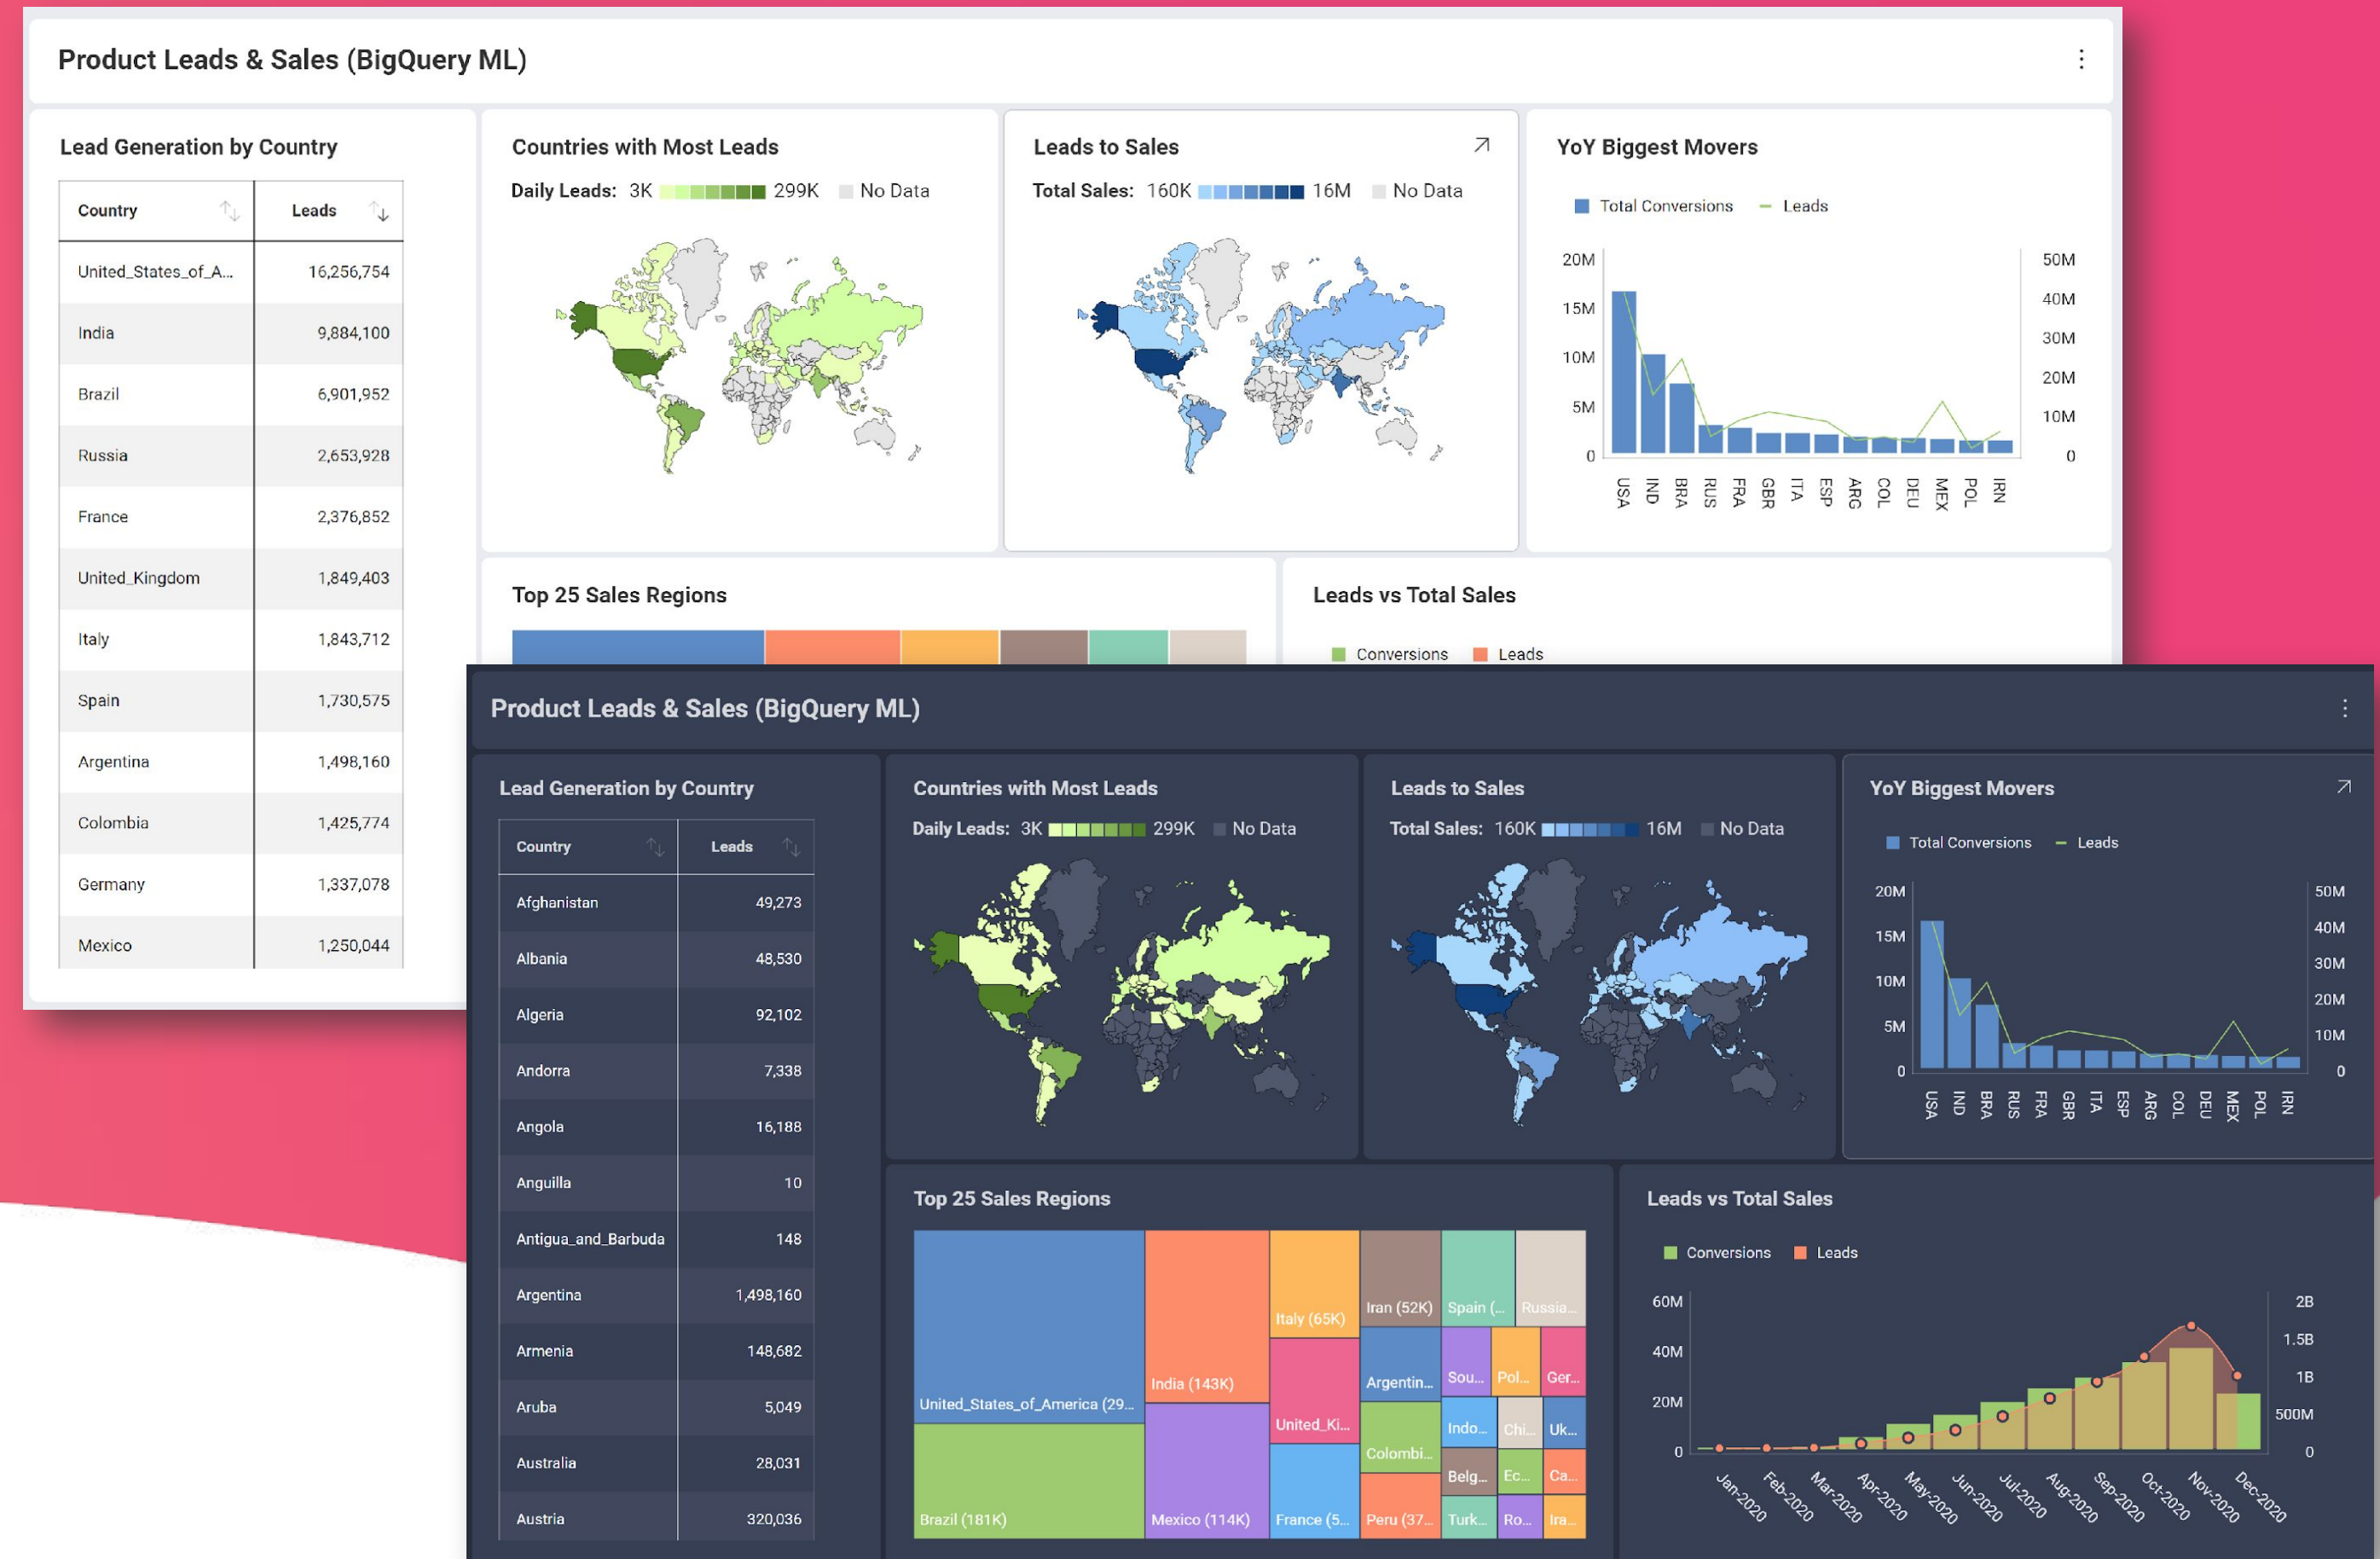 Product Leads & Sales (BigQuery ML)
Lead Generation by Country
Country Leads
United_States_of_A... 16,256,754
India 9,884,100
Brazil 6,901,952
Russia 2,653,928
France 2,376,852
United_Kingdom 1,849,403
Italy 1,843,712
Spain 1,730,575
Argentina 1,498,160
Colombia 1,425,774
Germany 1,337,078
Mexico 1,250,044
Countries with Most Leads
Daily Leads: 3K 299K No Data
Leads to Sales
Total Sales: 160K 16M No Data
YoY Biggest Movers
Total Conversions Leads
20M 50M
40M
15M
30M
10M
20M
5M
10M
0 0
USA IND BRA RUS FRA GBR ITA ESP ARG COL DEU MEX POL IRN
Top 25 Sales Regions
Leads vs Total Sales
Conversions Leads
Product Leads & Sales (BigQuery ML)
Lead Generation by Country
Country Leads
Afghanistan 49,273
Albania 48,530
Algeria 92,102
Andorra 7,338
Angola 16,188
Anguilla 10
Antigua_and_Barbuda 148
Argentina 1,498,160
Armenia 148,682
Aruba 5,049
Australia 28,031
Austria 320,036
Countries with Most Leads
Daily Leads: 3K 299K No Data
Leads to Sales
Total Sales: 160K 16M No Data
YoY Biggest Movers
Total Conversions Leads
20M 50M
40M
15M
30M
10M
20M
5M
10M
0 0
USA IND BRA RUS FRA GBR ITA ESP ARG COL DEU MEX POL IRN
Top 25 Sales Regions
United_States_of_America (29...
Brazil (181K)
India (143K)
Mexico (114K)
Italy (65K)
United_Ki...
France (5...
Iran (52K)
Argentin...
Colombi...
Peru (37...
Spain (...
Russia...
Sou...
Pol...
Ger...
Indo...
Chi...
Uk...
Belg...
Ec...
Ca...
Turk...
Ro...
Ira...
Leads vs Total Sales
Conversions Leads
60M 2B
1.5B
40M
1B
20M
500M
0 0
Jan-2020 Feb-2020 Mar-2020 Apr-2020 May-2020 Jun-2020 Jul-2020 Aug-2020 Sep-2020 Oct-2020 Nov-2020 Dec-2020